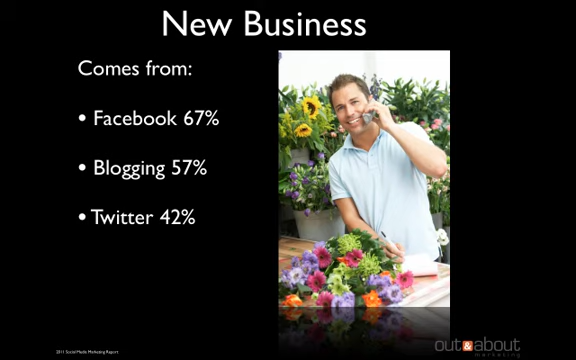 New Business
Comes from:
• Facebook 67%
• Blogging 57%
• Twitter 42%
2011 Social Media Marketing Report
out&about
marketing